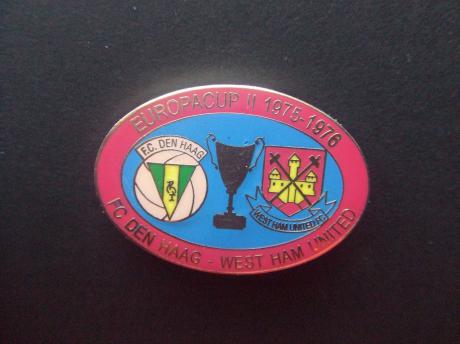 EUROPACUP II 1975-1976
F.C. DEN HAAG
WEST HAM UNITED F.C.
FC DEN HAAG - WEST HAM UNITED